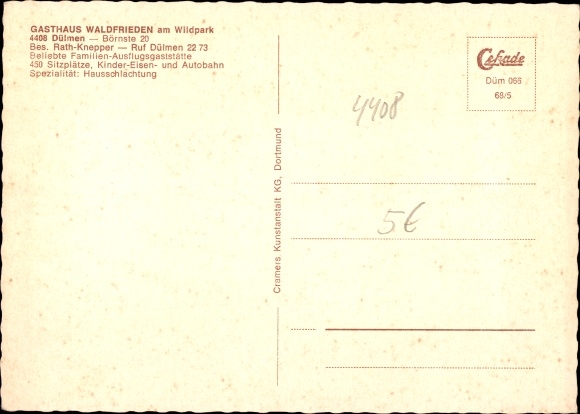 GASTHAUS WALDFRIEDEN am Wildpark
4408 Dülmen — Börnste 20
Bes. Rath-Knepper — Ruf Dülmen 22 73
Beliebte Familien-Ausflugsgaststätte
450 Sitzplätze, Kinder-Eisen- und Autobahn
Spezialität: Hausschlachtung
Cekade
Düm 066
68/5
4408
5€
Cramers Kunstanstalt KG, Dortmund